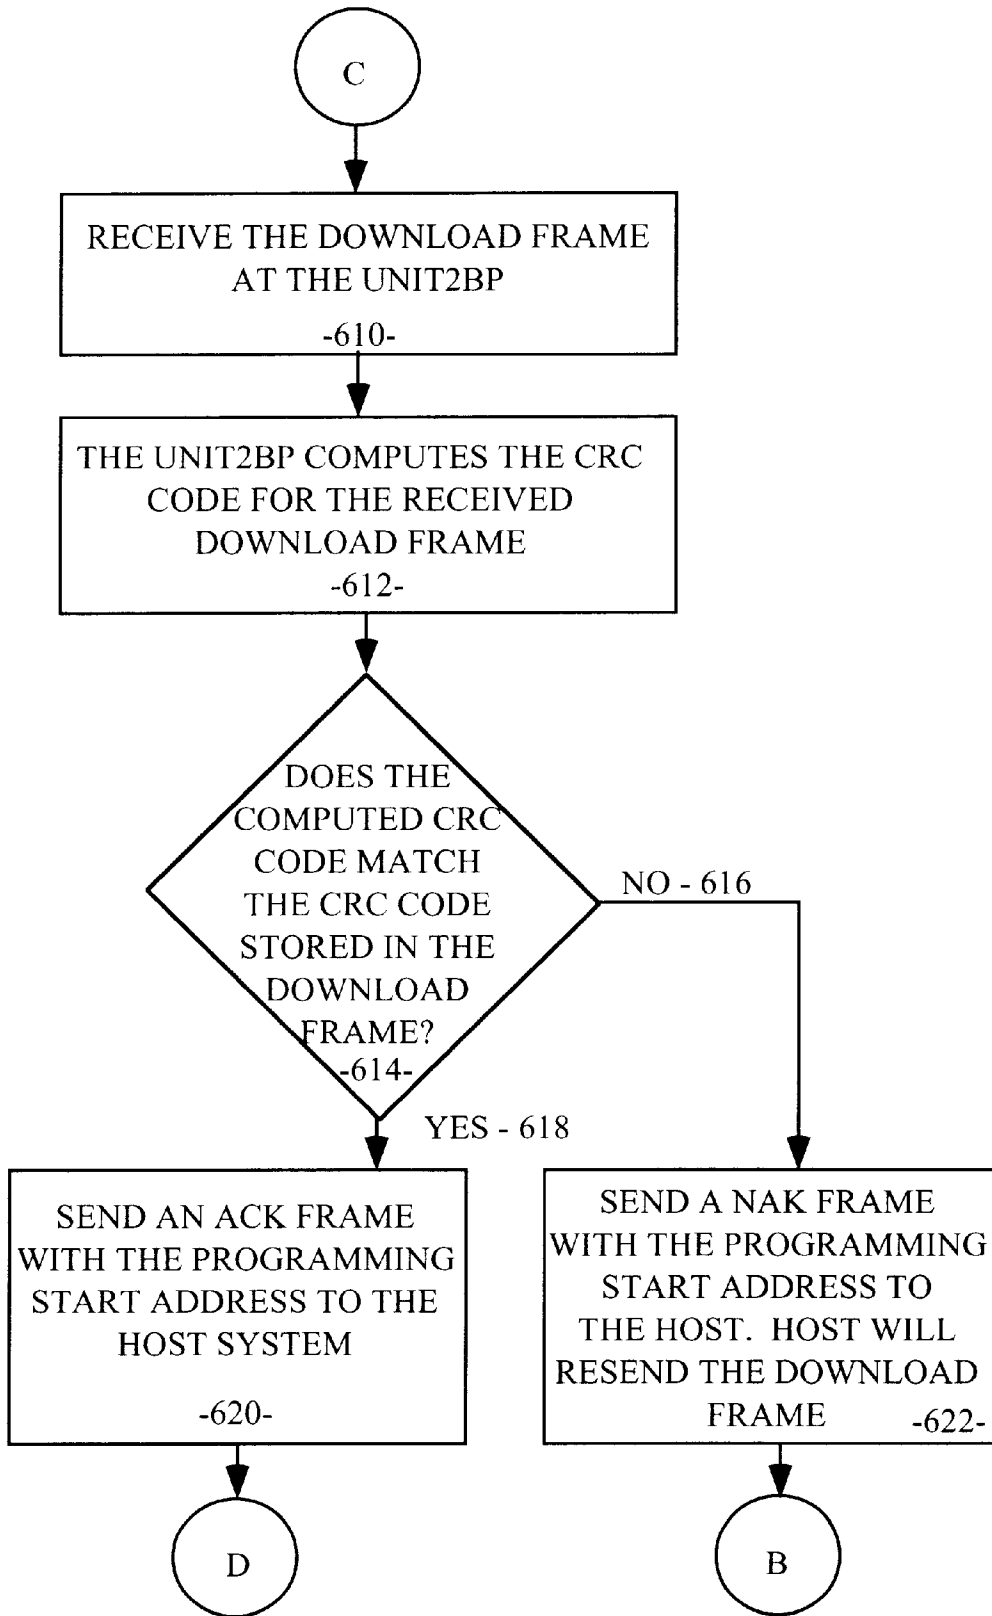 C
RECEIVE THE DOWNLOAD FRAME
AT THE UNIT2BP
-610-
THE UNIT2BP COMPUTES THE CRC
CODE FOR THE RECEIVED
DOWNLOAD FRAME
-612-
DOES THE
COMPUTED CRC
CODE MATCH
THE CRC CODE
STORED IN THE
DOWNLOAD
FRAME?
-614-
NO - 616
YES - 618
SEND AN ACK FRAME
WITH THE PROGRAMMING
START ADDRESS TO THE
HOST SYSTEM
-620-
SEND A NAK FRAME
WITH THE PROGRAMMING
START ADDRESS TO
THE HOST. HOST WILL
RESEND THE DOWNLOAD
FRAME -622-
D
B